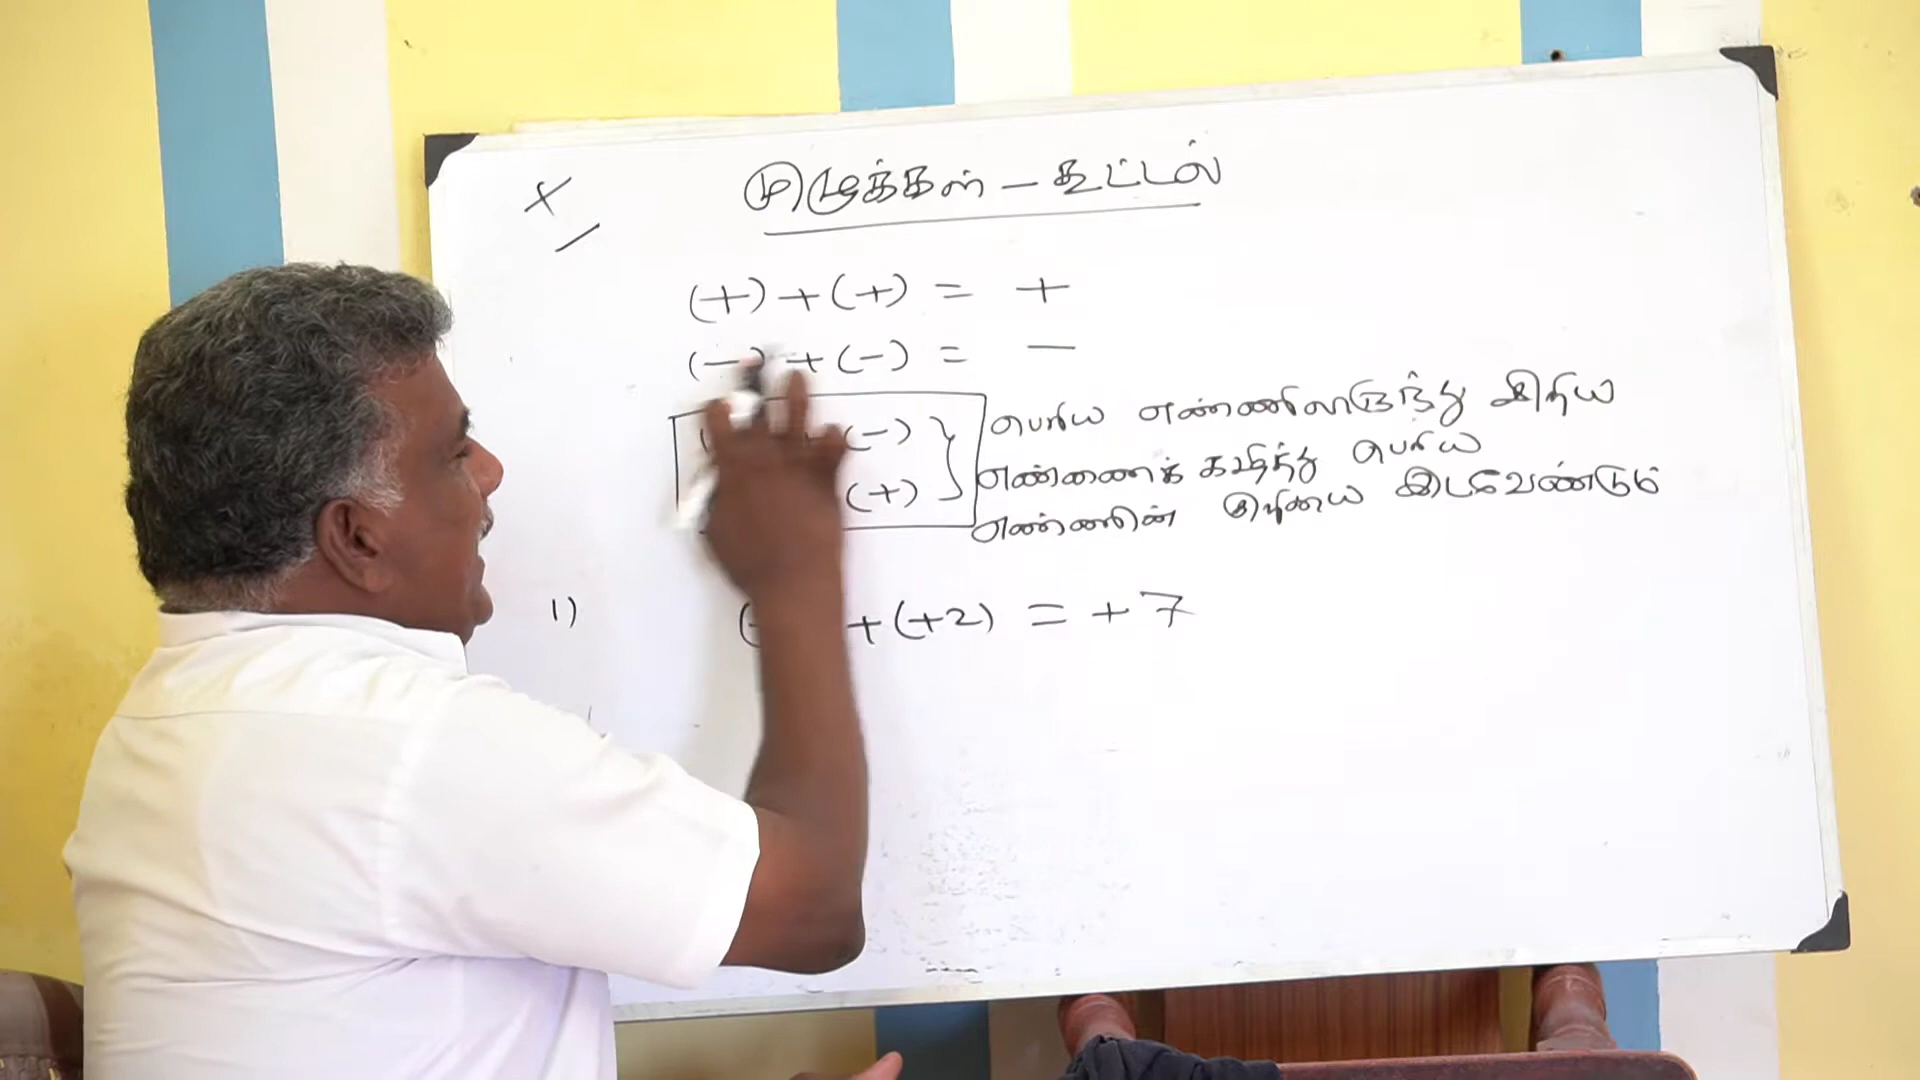 +
−
முழுக்கள் – கூட்டல்
(+) + (+) = +
(−) + (−) = −
(−) } பெரிய எண்ணிலிருந்து சிறிய
எண்ணைக் கழித்து பெரிய
(+) எண்ணின் குறியை இடவேண்டும்
1) + (+2) = +7